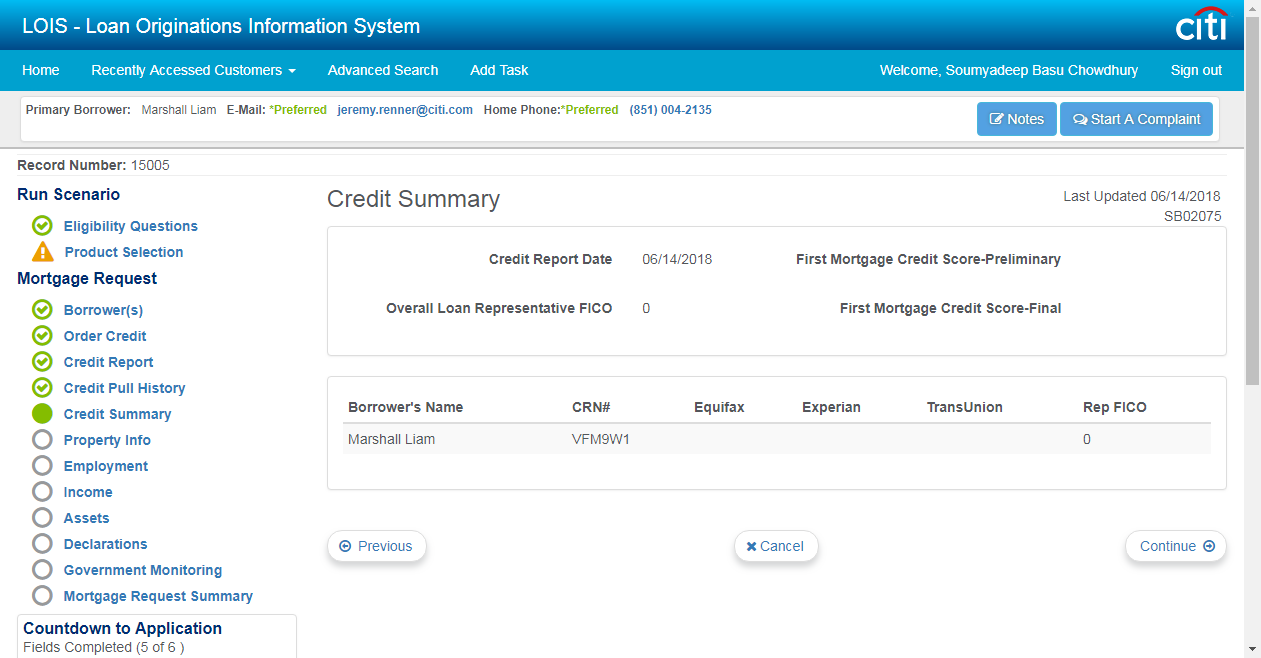 LOIS - Loan Originations Information System
citi
Home Recently Accessed Customers Advanced Search Add Task Welcome, Soumyadeep Basu Chowdhury Sign out
Primary Borrower: Marshall Liam E-Mail: *Preferred jeremy.renner@citi.com Home Phone:*Preferred (851) 004-2135
Notes Start A Complaint
Record Number: 15005
Run Scenario
Eligibility Questions
Product Selection
Mortgage Request
Borrower(s)
Order Credit
Credit Report
Credit Pull History
Credit Summary
Property Info
Employment
Income
Assets
Declarations
Government Monitoring
Mortgage Request Summary
Countdown to Application
Fields Completed (5 of 6 )
Credit Summary
Last Updated 06/14/2018
SB02075
Credit Report Date 06/14/2018 First Mortgage Credit Score-Preliminary
Overall Loan Representative FICO 0 First Mortgage Credit Score-Final
Borrower's Name CRN# Equifax Experian TransUnion Rep FICO
Marshall Liam VFM9W1 0
Previous Cancel Continue